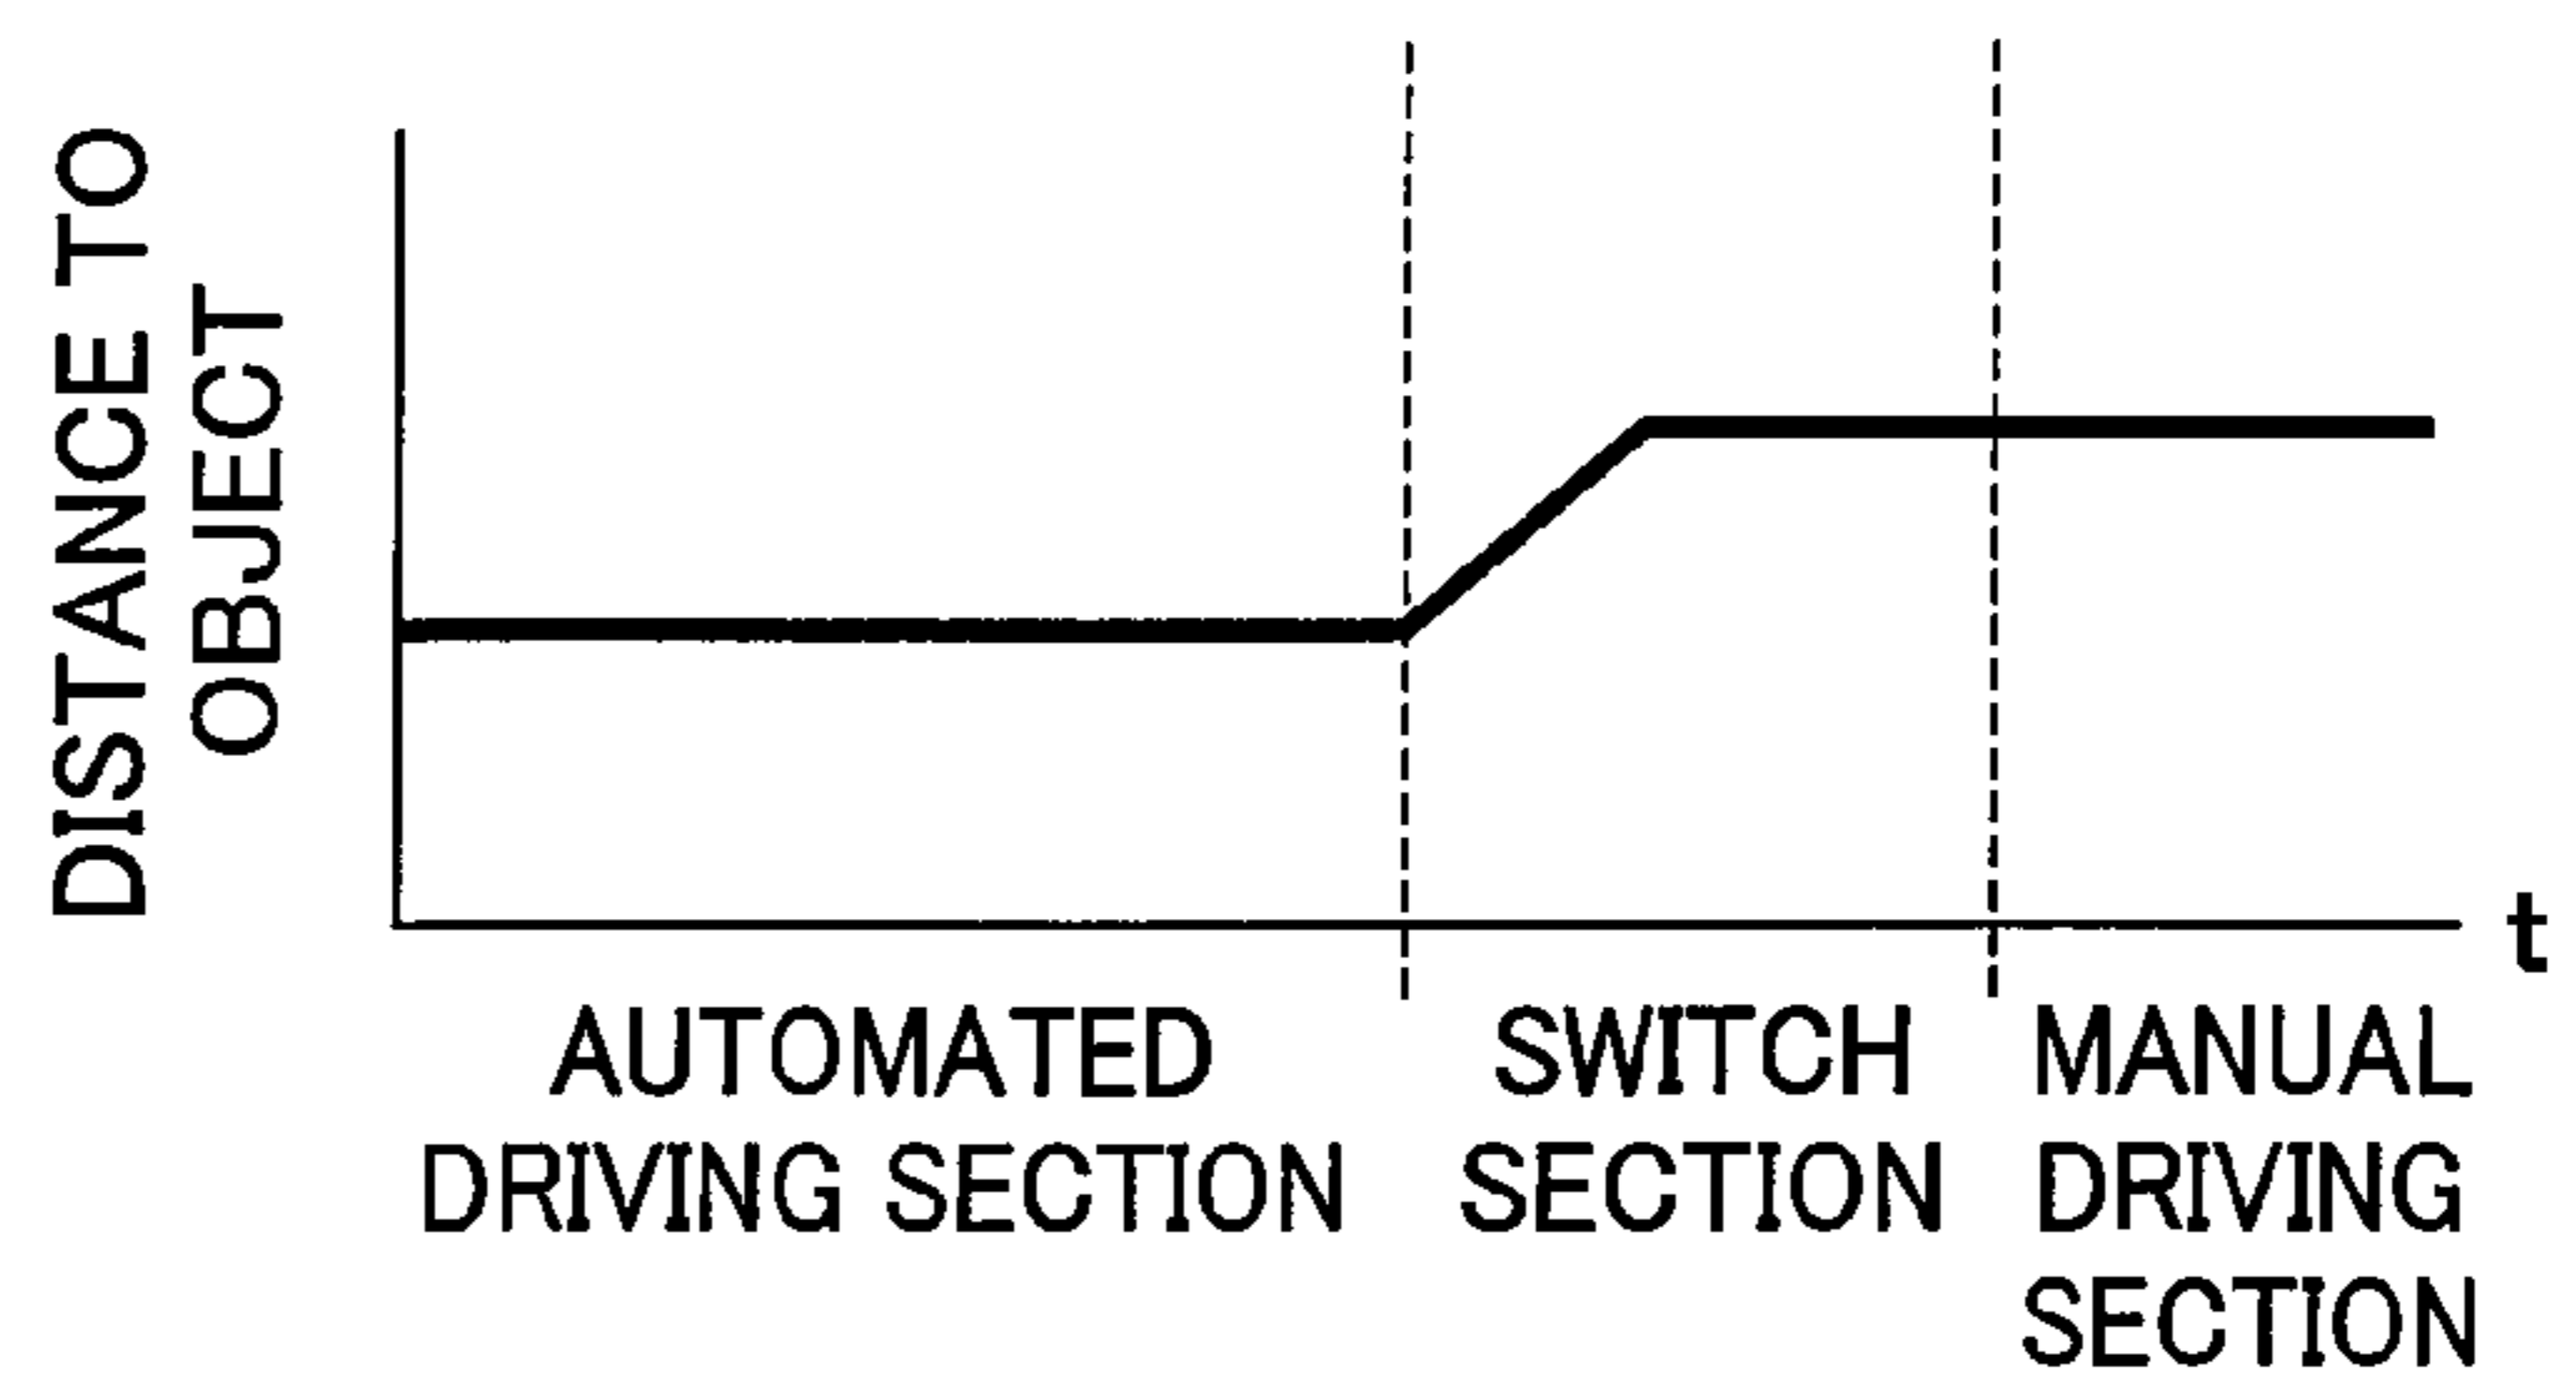 DISTANCE TO
OBJECT
t
AUTOMATED
DRIVING SECTION
SWITCH
SECTION
MANUAL
DRIVING
SECTION